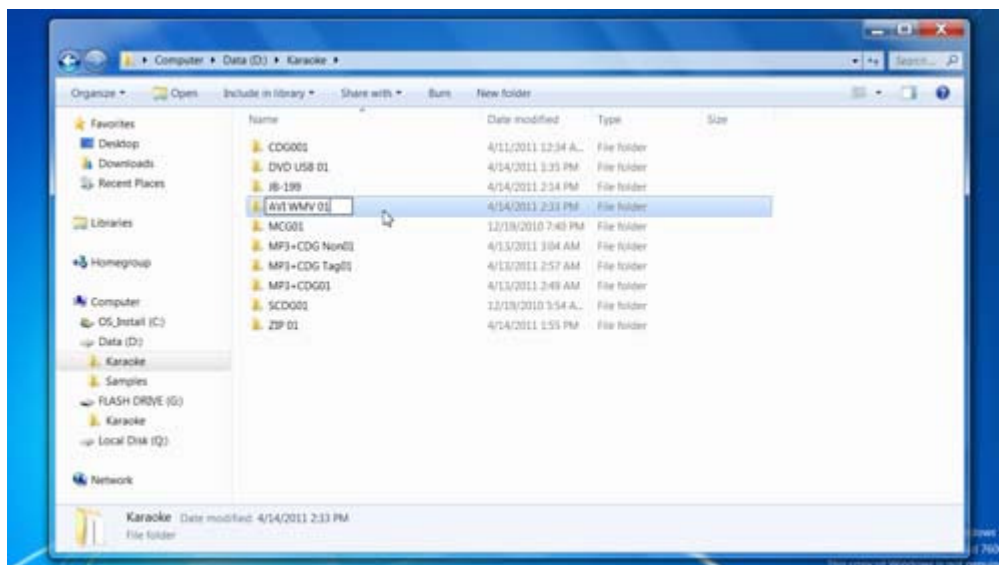 Computer ▸ Data (D:) ▸ Karaoke ▸ Search...
Organize Open Include in library Share with Burn New folder
Name Date modified Type Size
Favorites
Desktop
Downloads
Recent Places
Libraries
Homegroup
Computer
OS_Install (C:)
Data (D:)
Karaoke
Samples
FLASH DRIVE (G:)
Karaoke
Local Disk (Q:)
Network
CDG001 4/11/2011 12:34 A... File folder
DVD USB 01 4/14/2011 1:35 PM File folder
JB-199 4/14/2011 2:14 PM File folder
AVI WMV 01 4/14/2011 2:33 PM File folder
MCG01 12/19/2010 7:40 PM File folder
MP3+CDG Non01 4/13/2011 3:04 AM File folder
MP3+CDG Tag01 4/13/2011 2:57 AM File folder
MP3+CDG01 4/13/2011 2:49 AM File folder
SCDG01 12/19/2010 5:54 A... File folder
ZIP 01 4/14/2011 1:55 PM File folder
Karaoke Date modified: 4/14/2011 2:33 PM
File folder